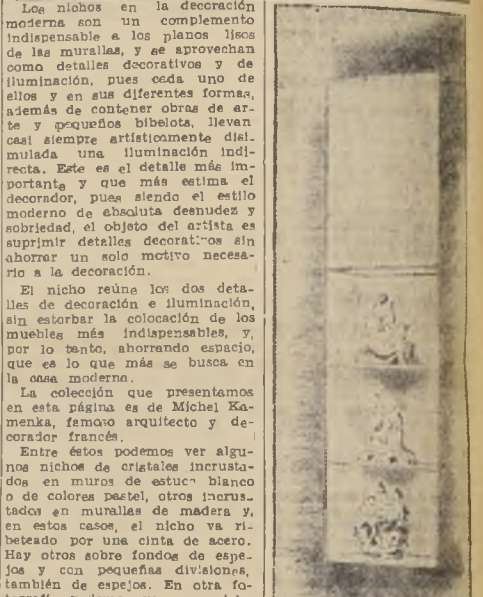 Los nichos en la decoración
moderna son un complemento
indispensable a los planos lisos
de las murallas, y se aprovechan
como detalles decorativos y de
iluminación, pues cada uno de
ellos y en sus diferentes formas,
además de contener obras de ar-
te y pequeños bibelots, llevan
casi siempre artísticamente disi-
mulada una iluminación indi-
recta. Este es el detalle más im-
portante y que más estima el
decorador, pues siendo el estilo
moderno de absoluta desnudez y
sobriedad, el objeto del artista es
suprimir detalles decorativos sin
ahorrar un solo motivo necesa-
rio a la decoración.
El nicho reúne los dos deta-
lles de decoración e iluminación,
sin estorbar la colocación de los
muebles más indispensables, y,
por lo tanto, ahorrando espacio,
que es lo que más se busca en
la casa moderna.
La colección que presentamos
en esta página es de Michel Ka-
menka, famoso arquitecto y de-
corador francés.
Entre éstos podemos ver algu-
nos nichos de cristales incrusta-
dos en muros de estuco blanco
o de colores pastel, otros incrus-
tados en murallas de madera y,
en estos casos, el nicho va ri-
beteado por una cinta de acero.
Hay otros sobre fondos de espe-
jos y con pequeñas divisiones,
también de espejos. En otra fo-